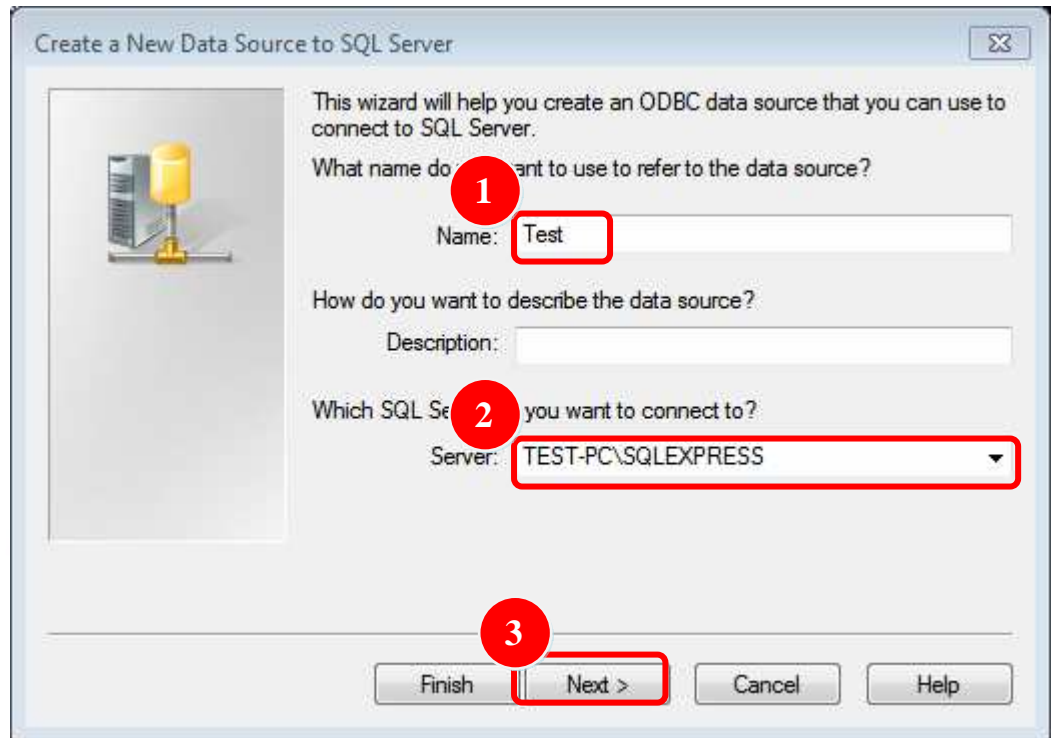 Create a New Data Source to SQL Server
This wizard will help you create an ODBC data source that you can use to
connect to SQL Server.
What name do ant to use to refer to the data source?
1
Name: Test
How do you want to describe the data source?
Description:
Which SQL Se you want to connect to?
2
Server: TEST-PC\SQLEXPRESS
3
Finish Next > Cancel Help